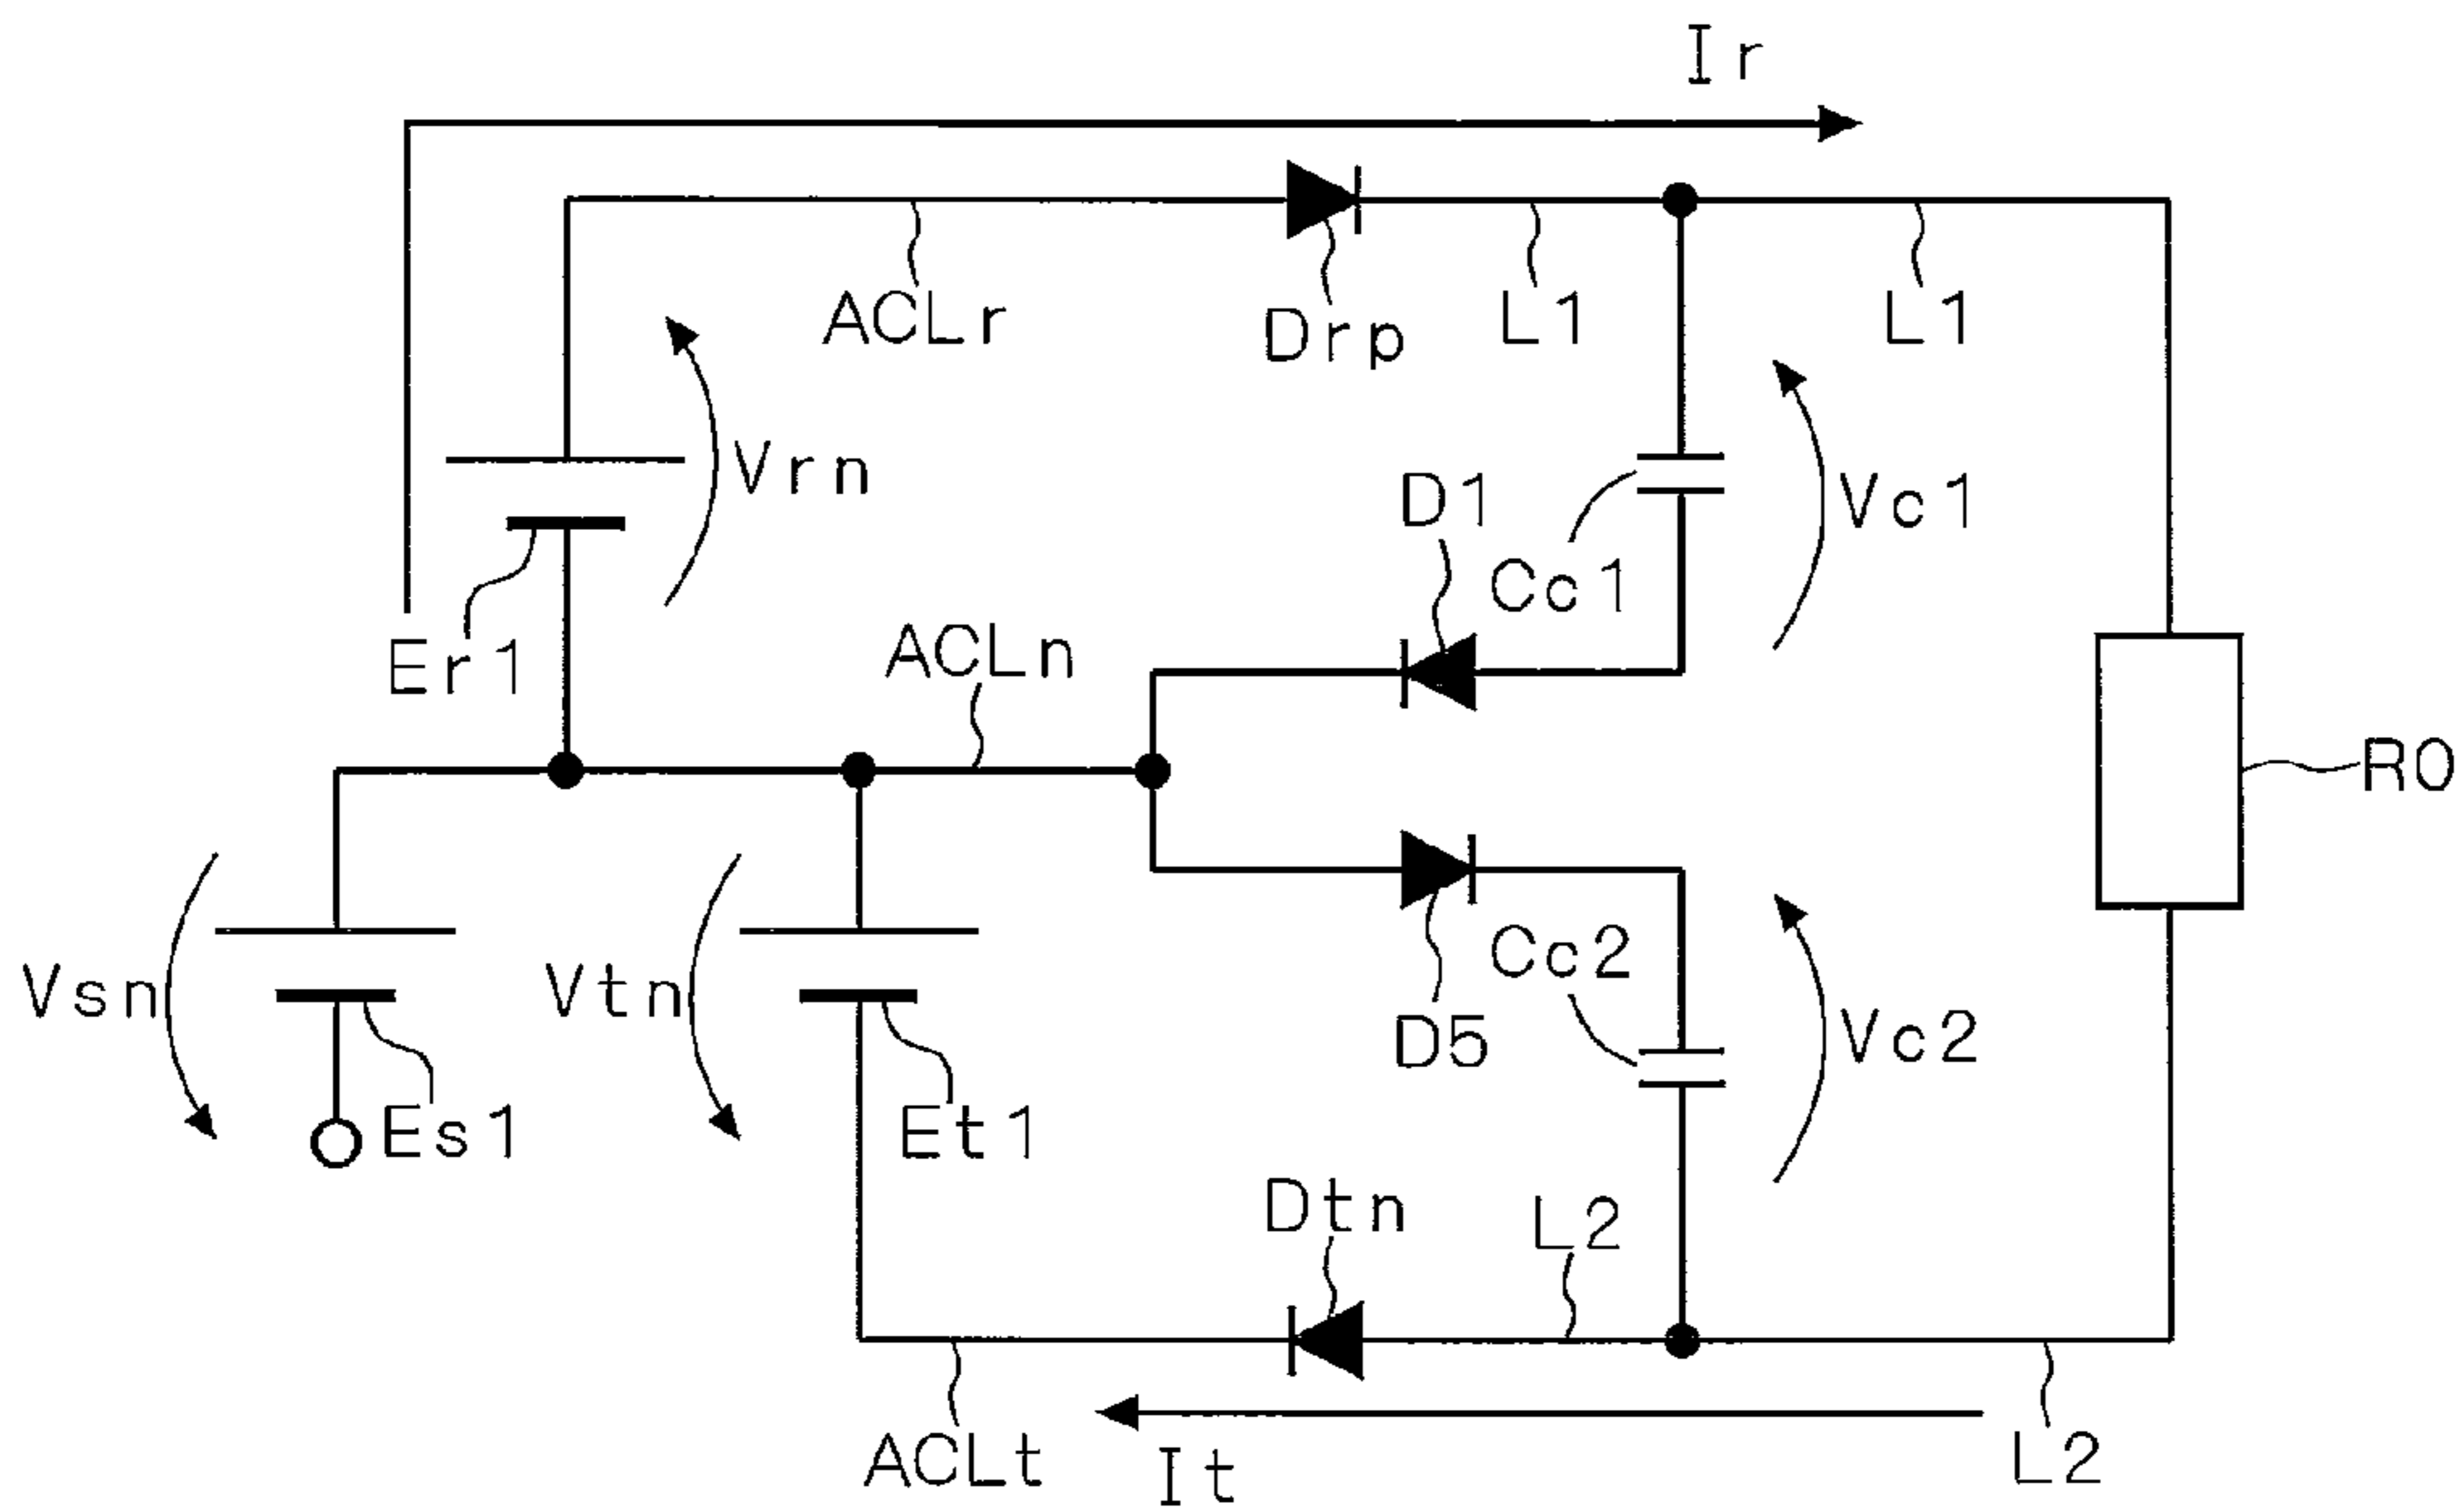 Ir
ACLr
Drp
L1
L1
Vrn
D1
Cc1
Vc1
Er1
ACLn
R0
Vsn
Vtn
Cc2
D5
Vc2
Es1
Et1
Dtn
L2
ACLt
It
L2